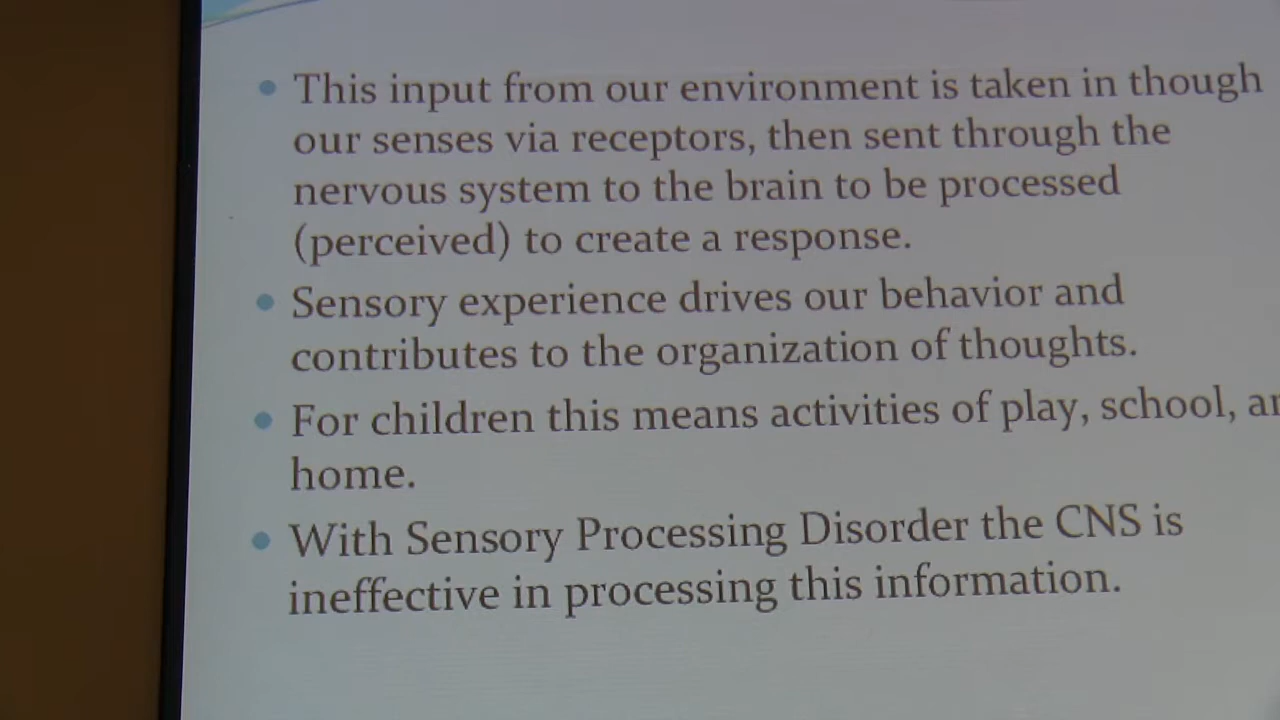 This input from our environment is taken in though
our senses via receptors, then sent through the
nervous system to the brain to be processed
(perceived) to create a response.
Sensory experience drives our behavior and
contributes to the organization of thoughts.
For children this means activities of play, school,
home.
With Sensory Processing Disorder the CNS is
ineffective in processing this information.